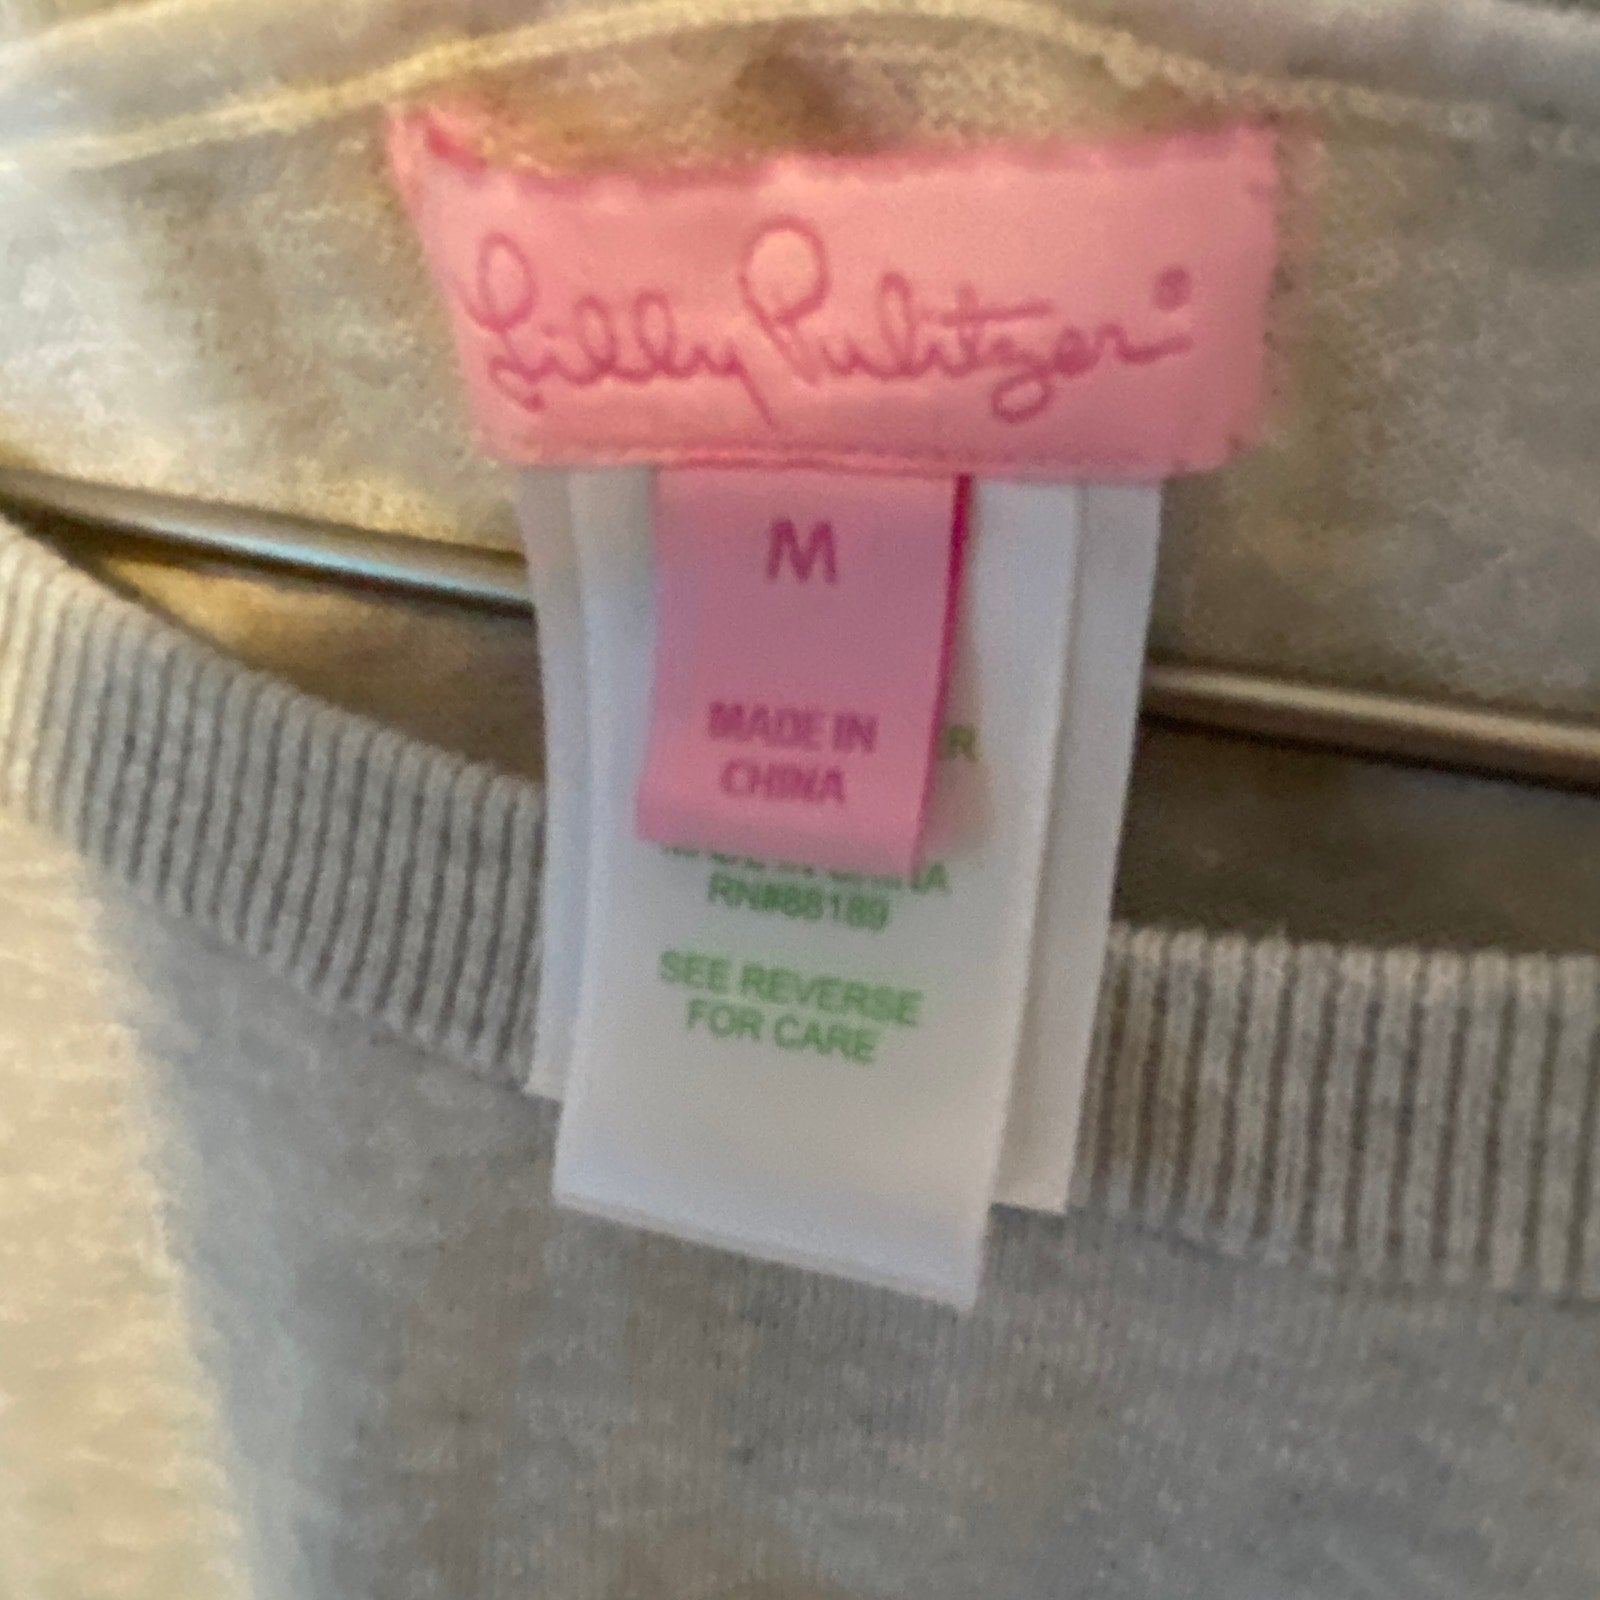 Lilly Pulitzer®
M
MADE IN
CHINA
RN#88189
SEE REVERSE
FOR CARE